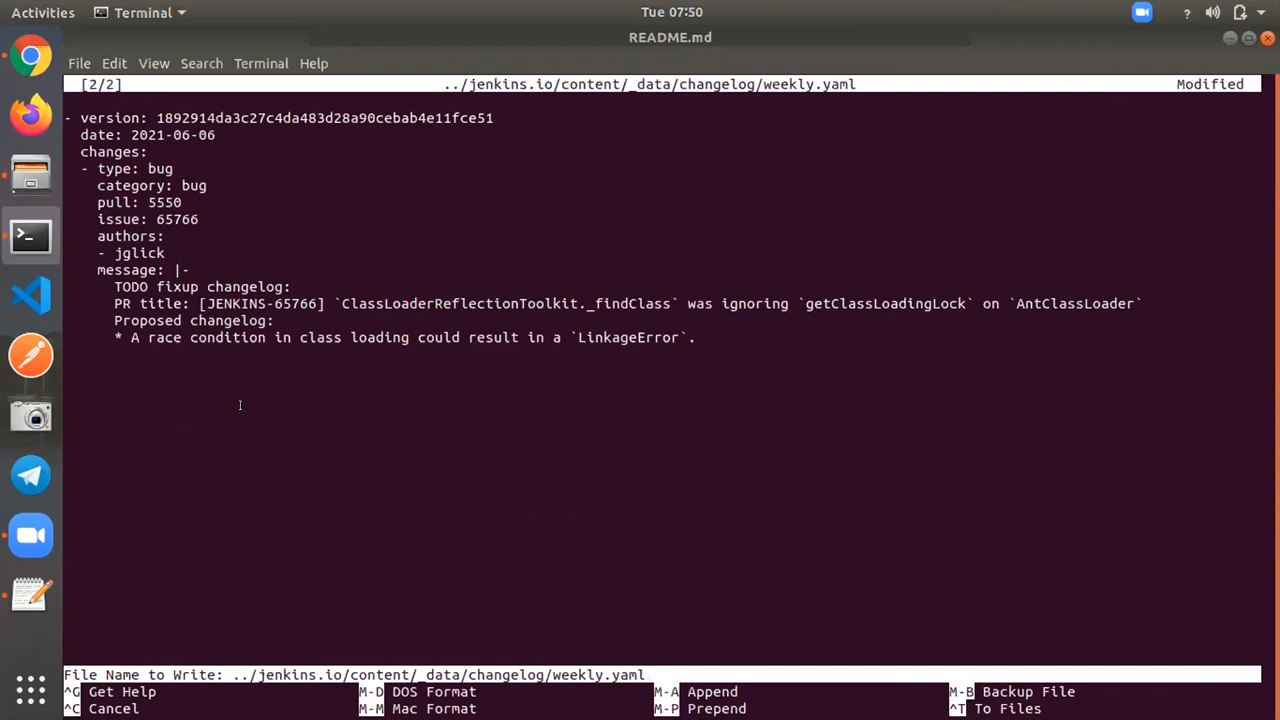 Activities Terminal Tue 07:50 ?
README.md
File Edit View Search Terminal Help
[2/2] ../jenkins.io/content/_data/changelog/weekly.yaml Modified
- version: 1892914da3c27c4da483d28a90cebab4e11fce51
date: 2021-06-06
changes:
- type: bug
category: bug
pull: 5550
issue: 65766
authors:
- jglick
message: |-
TODO fixup changelog:
PR title: [JENKINS-65766] `ClassLoaderReflectionToolkit._findClass` was ignoring `getClassLoadingLock` on `AntClassLoader`
Proposed changelog:
* A race condition in class loading could result in a `LinkageError`.
File Name to Write: ../jenkins.io/content/_data/changelog/weekly.yaml
^G Get Help M-D DOS Format M-A Append M-B Backup File
^C Cancel M-M Mac Format M-P Prepend ^T To Files